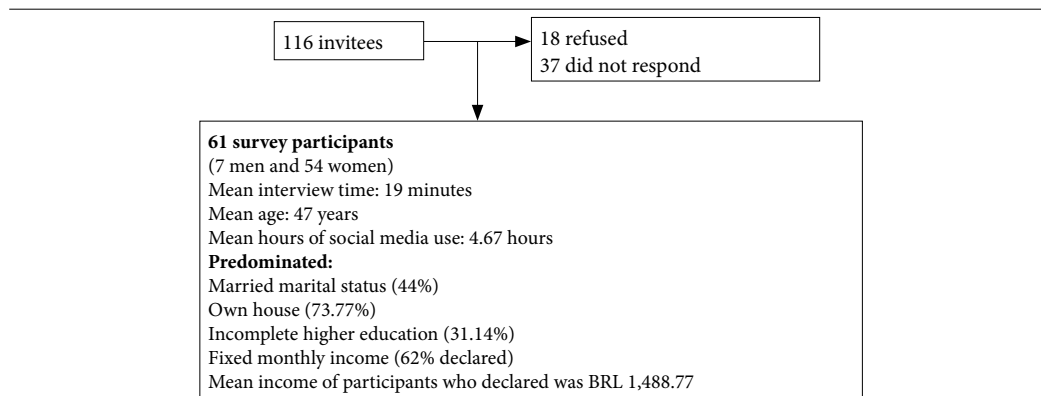 116 invitees
18 refused
37 did not respond
61 survey participants
(7 men and 54 women)
Mean interview time: 19 minutes
Mean age: 47 years
Mean hours of social media use: 4.67 hours
Predominated:
Married marital status (44%)
Own house (73.77%)
Incomplete higher education (31.14%)
Fixed monthly income (62% declared)
Mean income of participants who declared was BRL 1,488.77